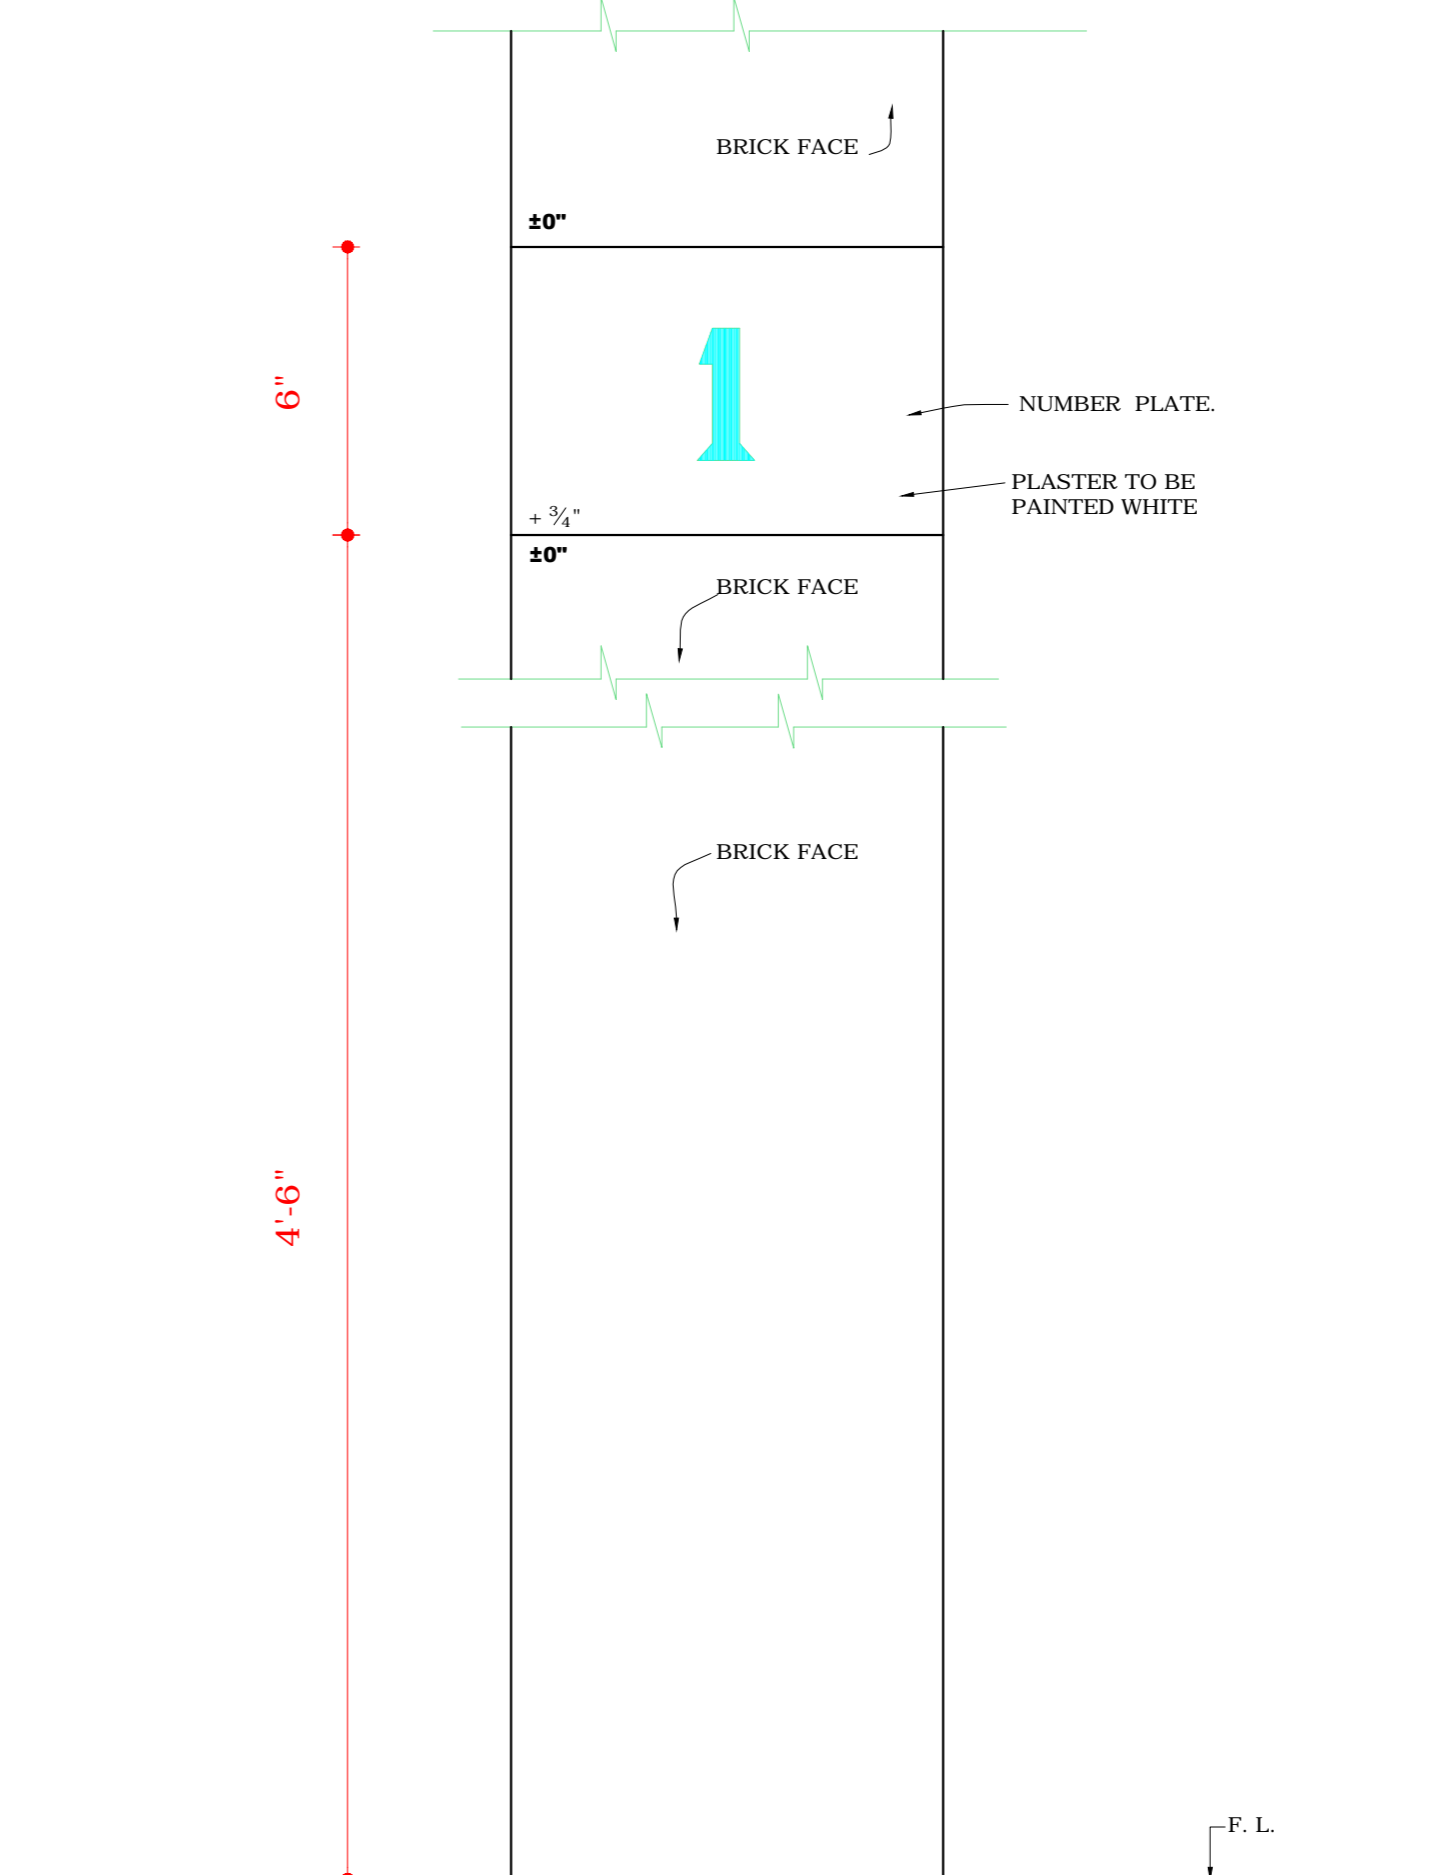 BRICK FACE
±0"
1
6"
NUMBER PLATE.
PLASTER TO BE
PAINTED WHITE
+ ¾"
±0"
BRICK FACE
BRICK FACE
4'-6"
F. L.